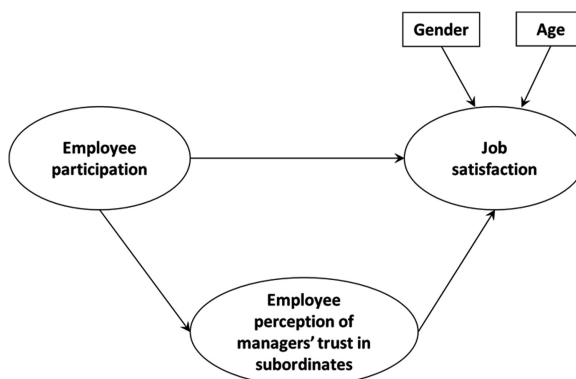 Gender
Age
Employee
participation
Job
satisfaction
Employee
perception of
managers' trust in
subordinates